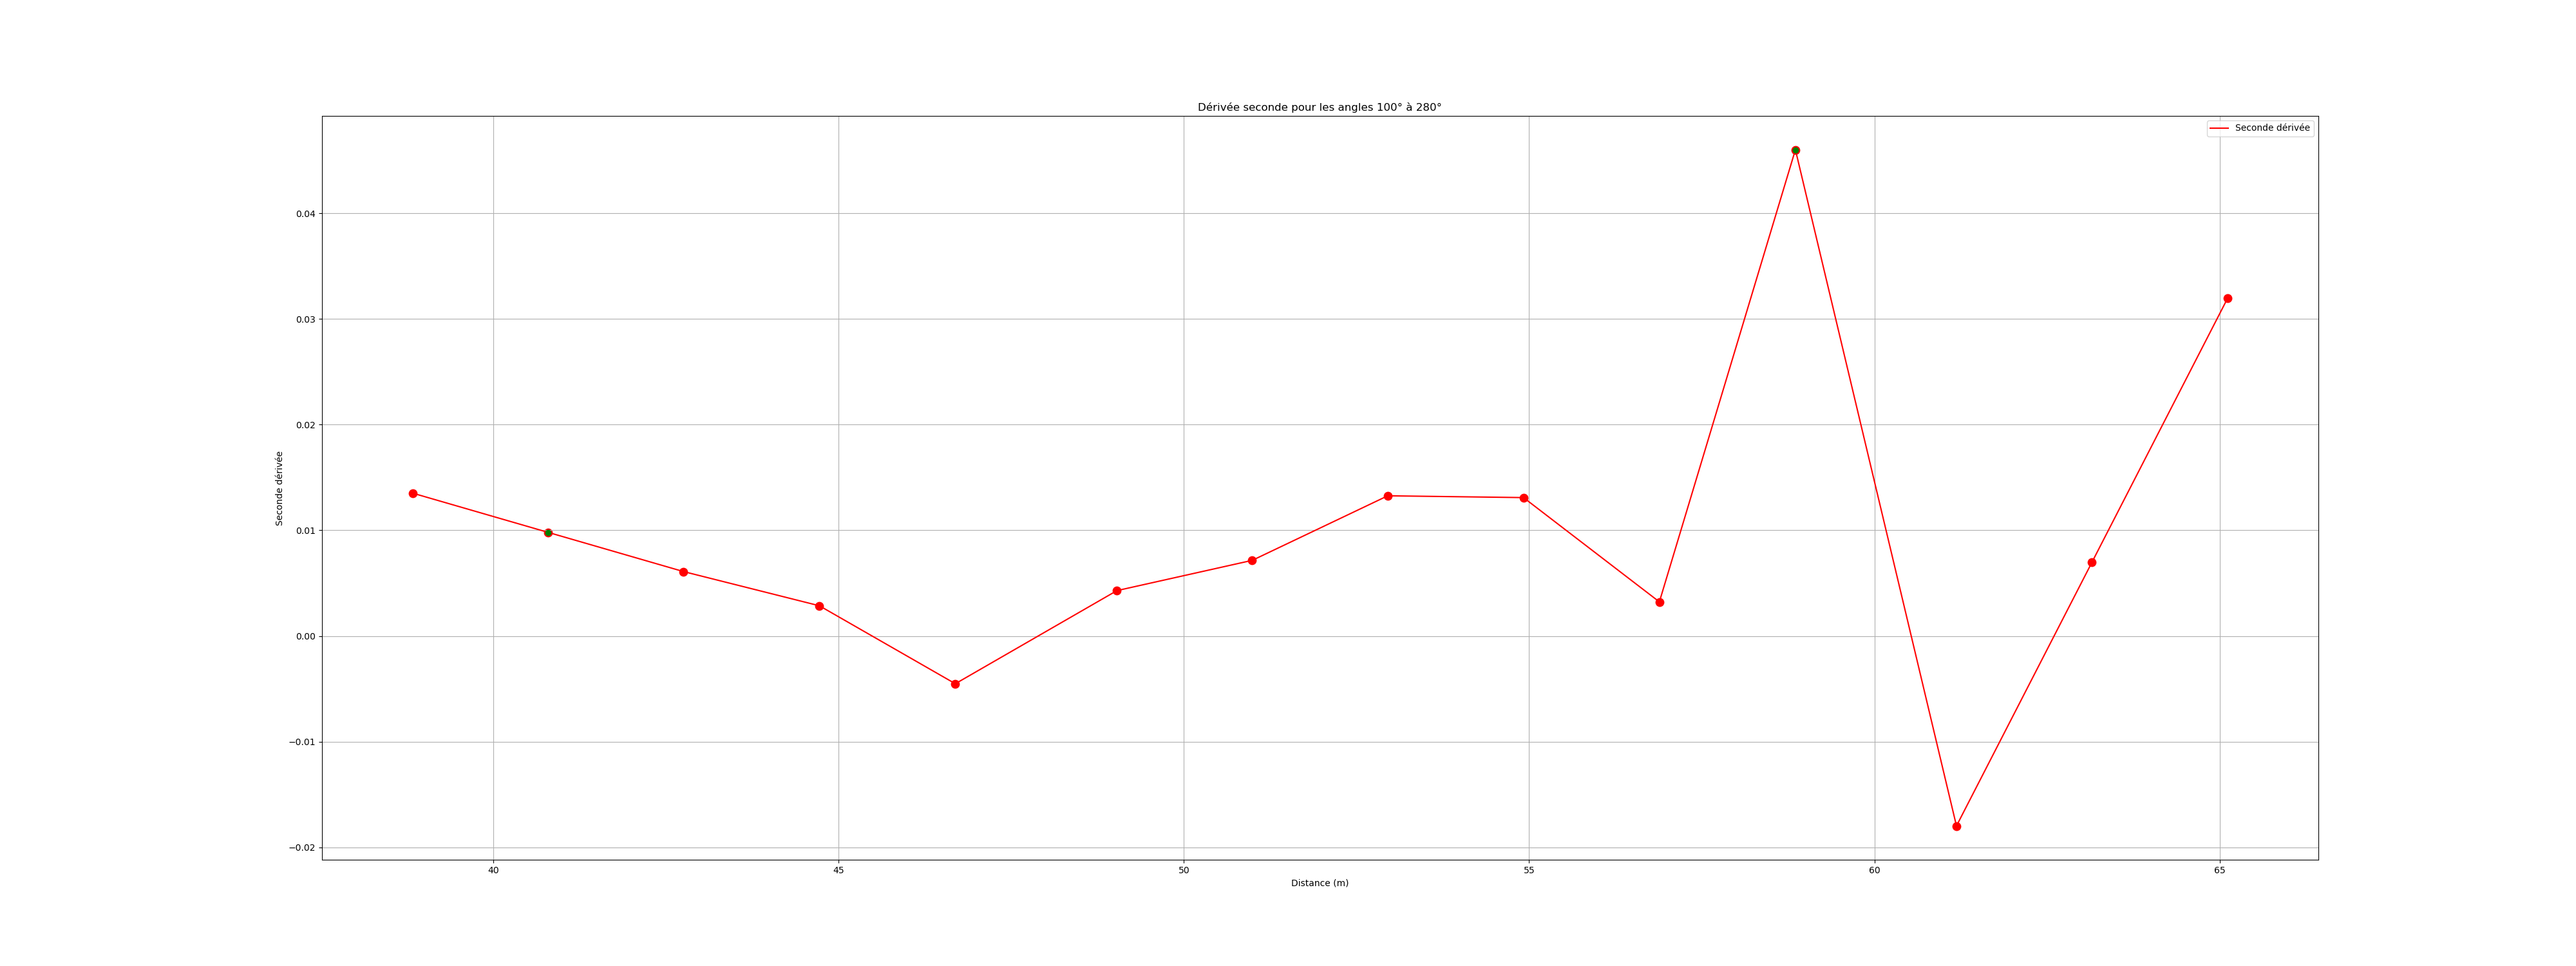 Dérivée seconde pour les angles 100° à 280°
Seconde dérivée
0.04
0.03
0.02
0.01
0.00
−0.01
−0.02
Seconde dérivée
40 45 50 55 60 65
Distance (m)